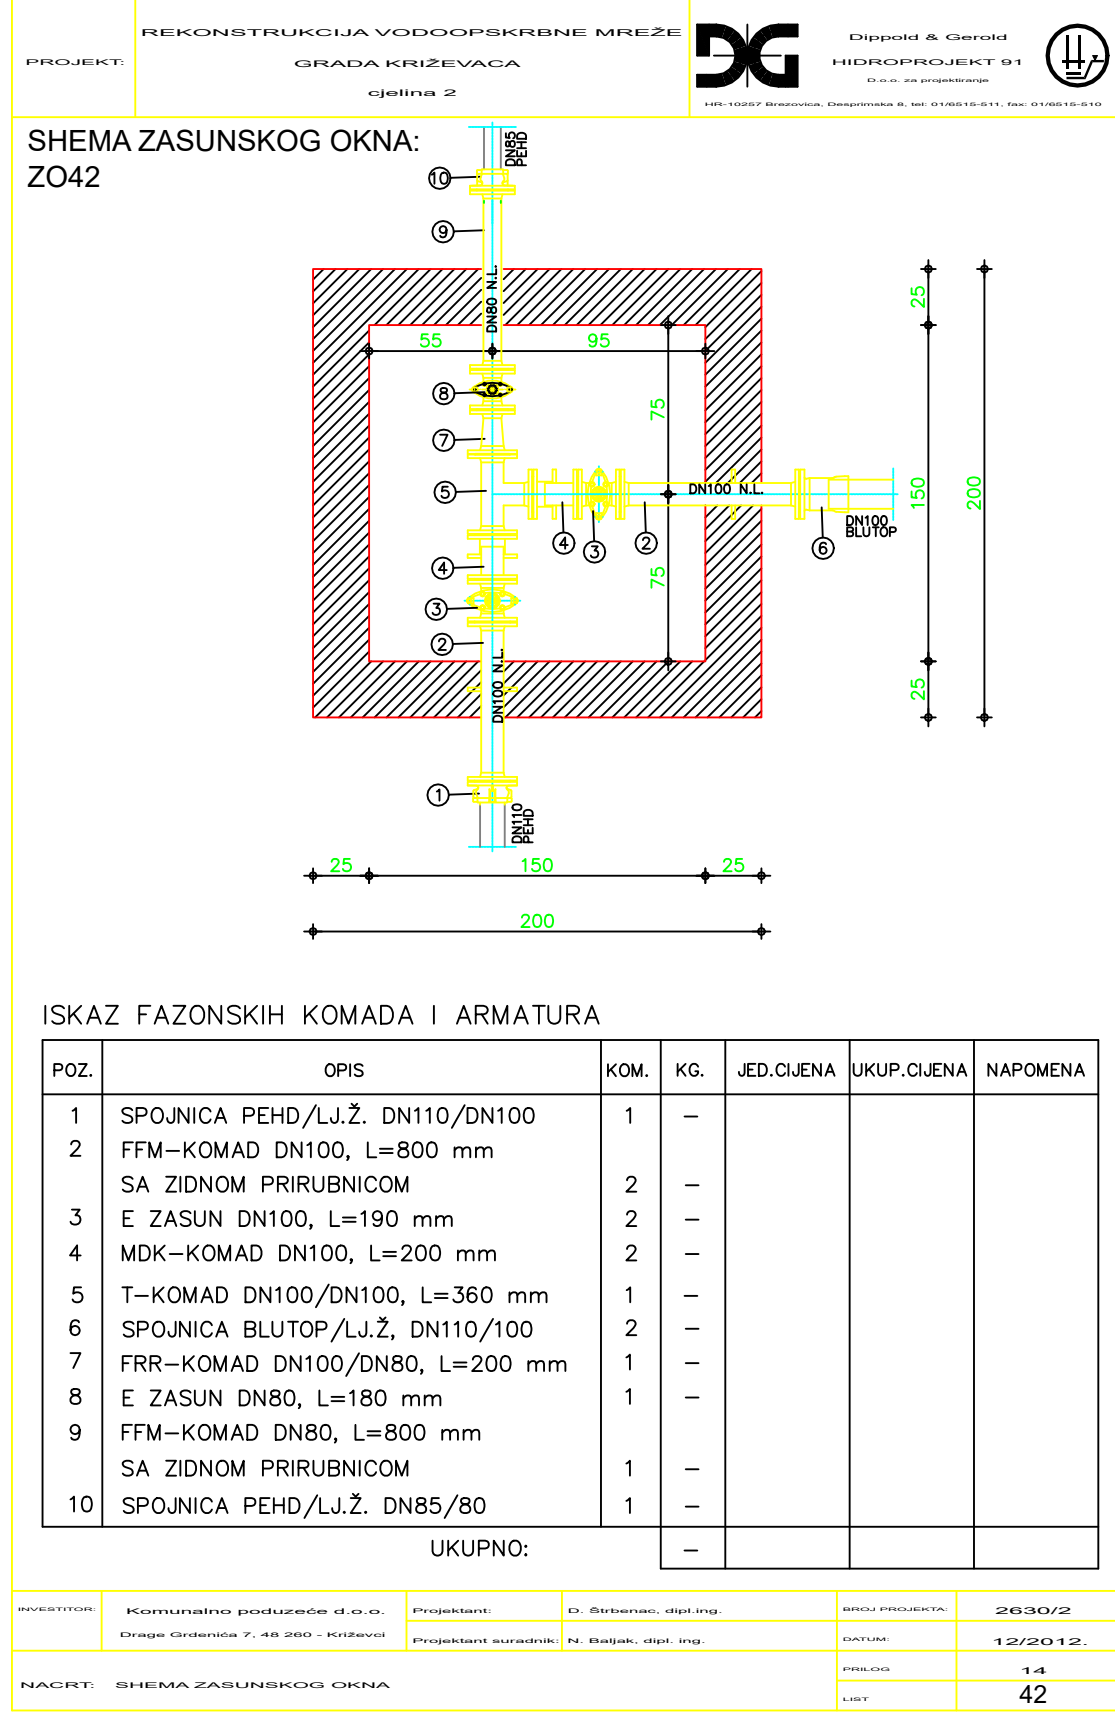 PROJEKT:
REKONSTRUKCIJA VODOOPSKRBNE MREŽE
GRADA KRIŽEVACA
cjelina 2
DG
Dippold & Gerold
HIDROPROJEKT 91
D.o.o. za projektiranje
HR-10257 Brezovica, Desprimska 8, tel: 01/6515-511, fax: 01/6515-510
SHEMA ZASUNSKOG OKNA:
ZO42
DN85
PEHD
10
9
DN80 N.L.
25
55
95
8
75
7
5
DN100 N.L.
150
200
DN100
BLUTOP
4
3
2
6
4
75
3
2
DN100 N.L.
25
1
DN110
PEHD
25
150
25
200
ISKAZ FAZONSKIH KOMADA I ARMATURA
POZ. OPIS KOM. KG. JED.CIJENA UKUP.CIJENA NAPOMENA
1 SPOJNICA PEHD/LJ.Ž. DN110/DN100 1 –
2 FFM–KOMAD DN100, L=800 mm
SA ZIDNOM PRIRUBNICOM 2 –
3 E ZASUN DN100, L=190 mm 2 –
4 MDK–KOMAD DN100, L=200 mm 2 –
5 T–KOMAD DN100/DN100, L=360 mm 1 –
6 SPOJNICA BLUTOP/LJ.Ž, DN110/100 2 –
7 FRR–KOMAD DN100/DN80, L=200 mm 1 –
8 E ZASUN DN80, L=180 mm 1 –
9 FFM–KOMAD DN80, L=800 mm
SA ZIDNOM PRIRUBNICOM 1 –
10 SPOJNICA PEHD/LJ.Ž. DN85/80 1 –
UKUPNO: –
INVESTITOR: Komunalno poduzeće d.o.o.
Drage Grdenića 7, 48 260 - Križevci
Projektant: D. Štrbenac, dipl.ing.
Projektant suradnik: N. Baljak, dipl. ing.
BROJ PROJEKTA: 2630/2
DATUM: 12/2012.
PRILOG 14
LIST 42
NACRT: SHEMA ZASUNSKOG OKNA